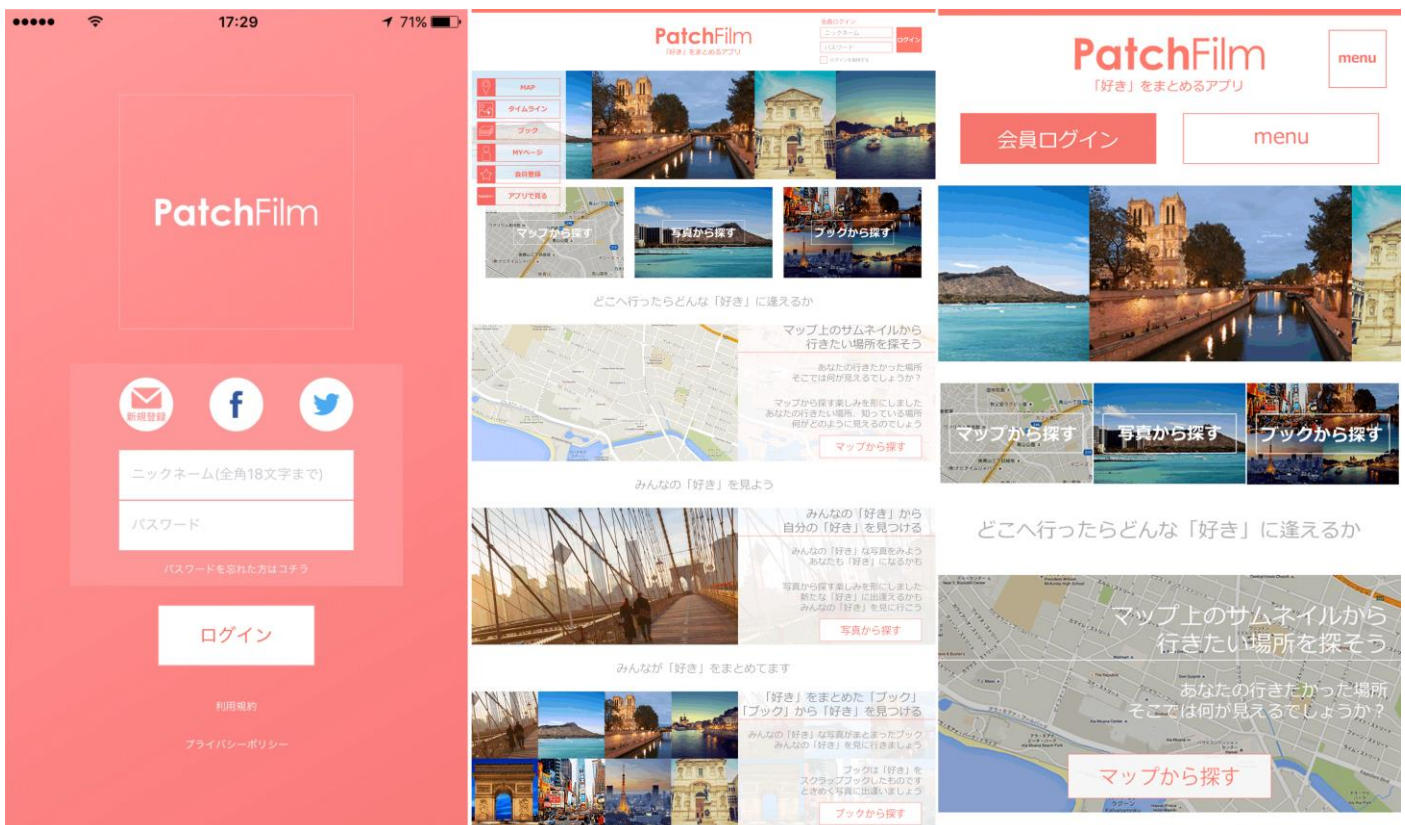 17:29
71%
PatchFilm
新規登録
ニックネーム(全角18文字まで)
パスワード
パスワードを忘れた方はコチラ
ログイン
利用規約
プライバシーポリシー
PatchFilm
「好き」をまとめるアプリ
会員ログイン
ニックネーム
パスワード
ログイン
MAP
タイムライン
ブック
MYページ
会員登録
アプリで見る
マップから探す
写真から探す
ブックから探す
どこへ行ったらどんな「好き」に逢えるか
マップ上のサムネイルから
行きたい場所を探そう
あなたの行きたかった場所
そこでは何が見えるでしょうか？
マップから探す楽しみを形にしました
あなたの行きたい場所、知っている場所
何がどのように見えるのでしょう
マップから探す
みんなの「好き」を見よう
みんなの「好き」から
自分の「好き」を見つける
みんなの「好き」な写真をみよう
あなたも「好き」になるかも
写真から探す楽しみを形にしました
新たな「好き」に出逢えるかも
みんなの「好き」を見に行こう
写真から探す
みんなが「好き」をまとめてます
「好き」をまとめた「ブック」
「ブック」から「好き」を見つける
みんなの「好き」な写真がまとまったブック
みんなの「好き」を見に行きましょう
ブックは「好き」を
スクラップブックしたものです
ときめく写真に出逢いましょう
ブックから探す
PatchFilm
「好き」をまとめるアプリ
menu
会員ログイン
menu
マップから探す
写真から探す
ブックから探す
どこへ行ったらどんな「好き」に逢えるか
マップ上のサムネイルから
行きたい場所を探そう
あなたの行きたかった場所
そこでは何が見えるでしょうか？
マップから探す